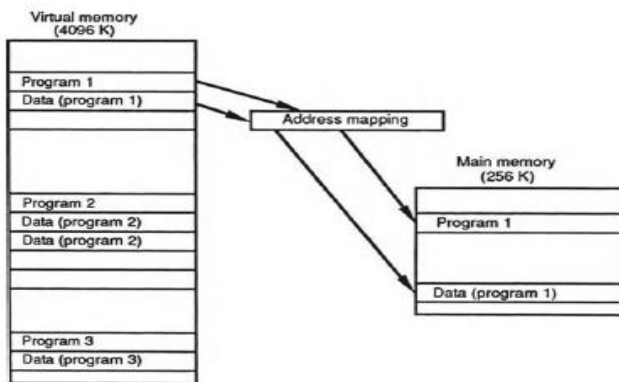 Virtual memory
(4096 K)
Program 1
Data (program 1)
Address mapping
Program 2
Data (program 2)
Data (program 2)
Program 3
Data (program 3)
Main memory
(256 K)
Program 1
Data (program 1)